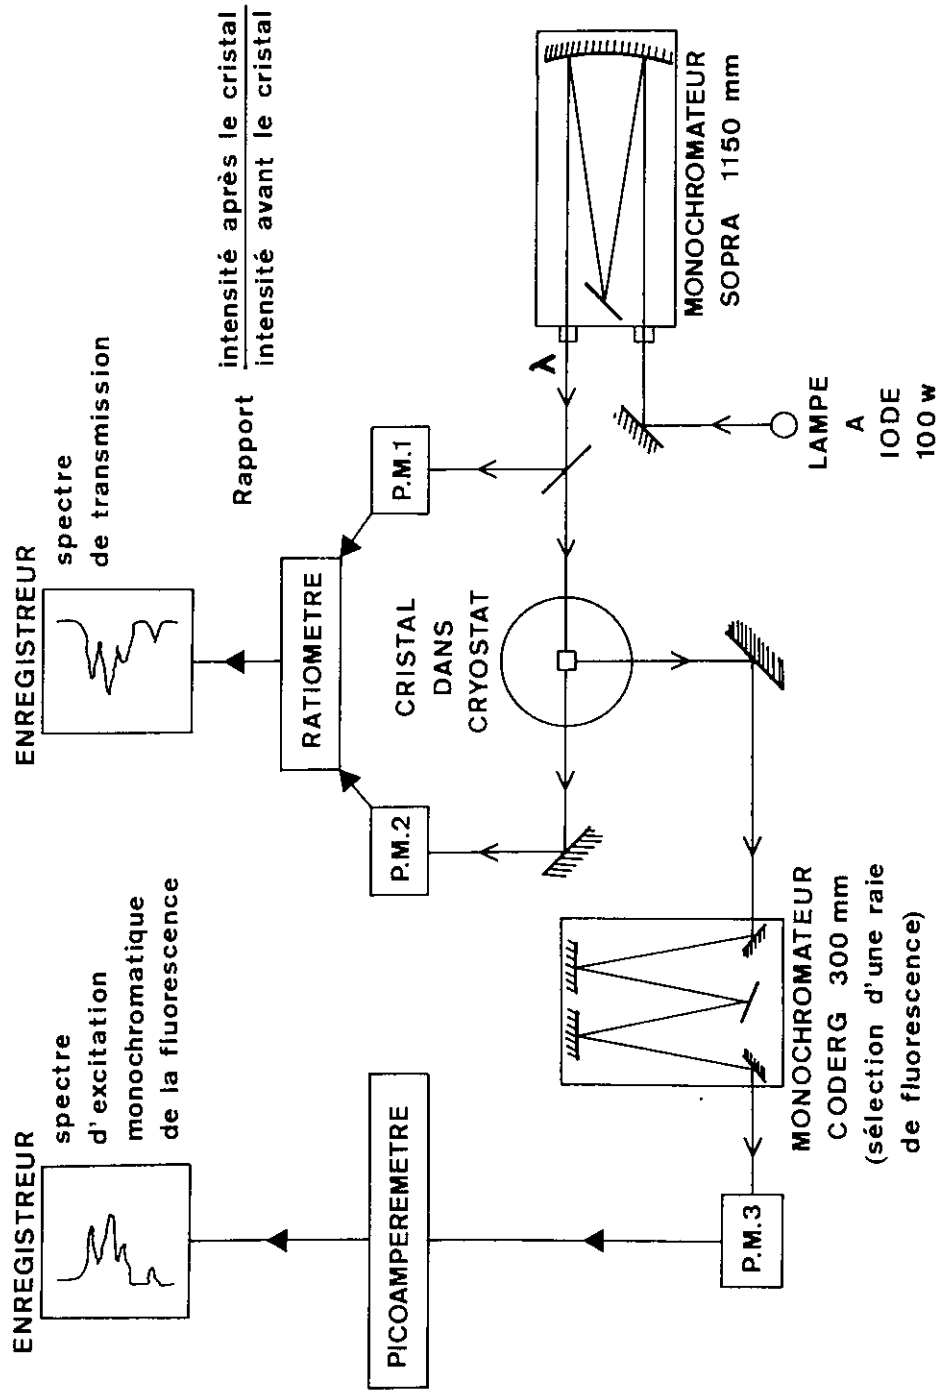 ENREGISTREUR
spectre
d'excitation
monochromatique
de la fluorescence
ENREGISTREUR
spectre
de transmission
Rapport
intensité après le cristal
intensité avant le cristal
PICOAMPEREMETRE
RATIOMETRE
P.M.2
P.M.1
CRISTAL
DANS
CRYOSTAT
λ
MONOCHROMATEUR
SOPRA 1150 mm
P.M.3
MONOCHROMATEUR
CODERG 300 mm
(sélection d'une raie
de fluorescence)
LAMPE
A
IODE
100 w